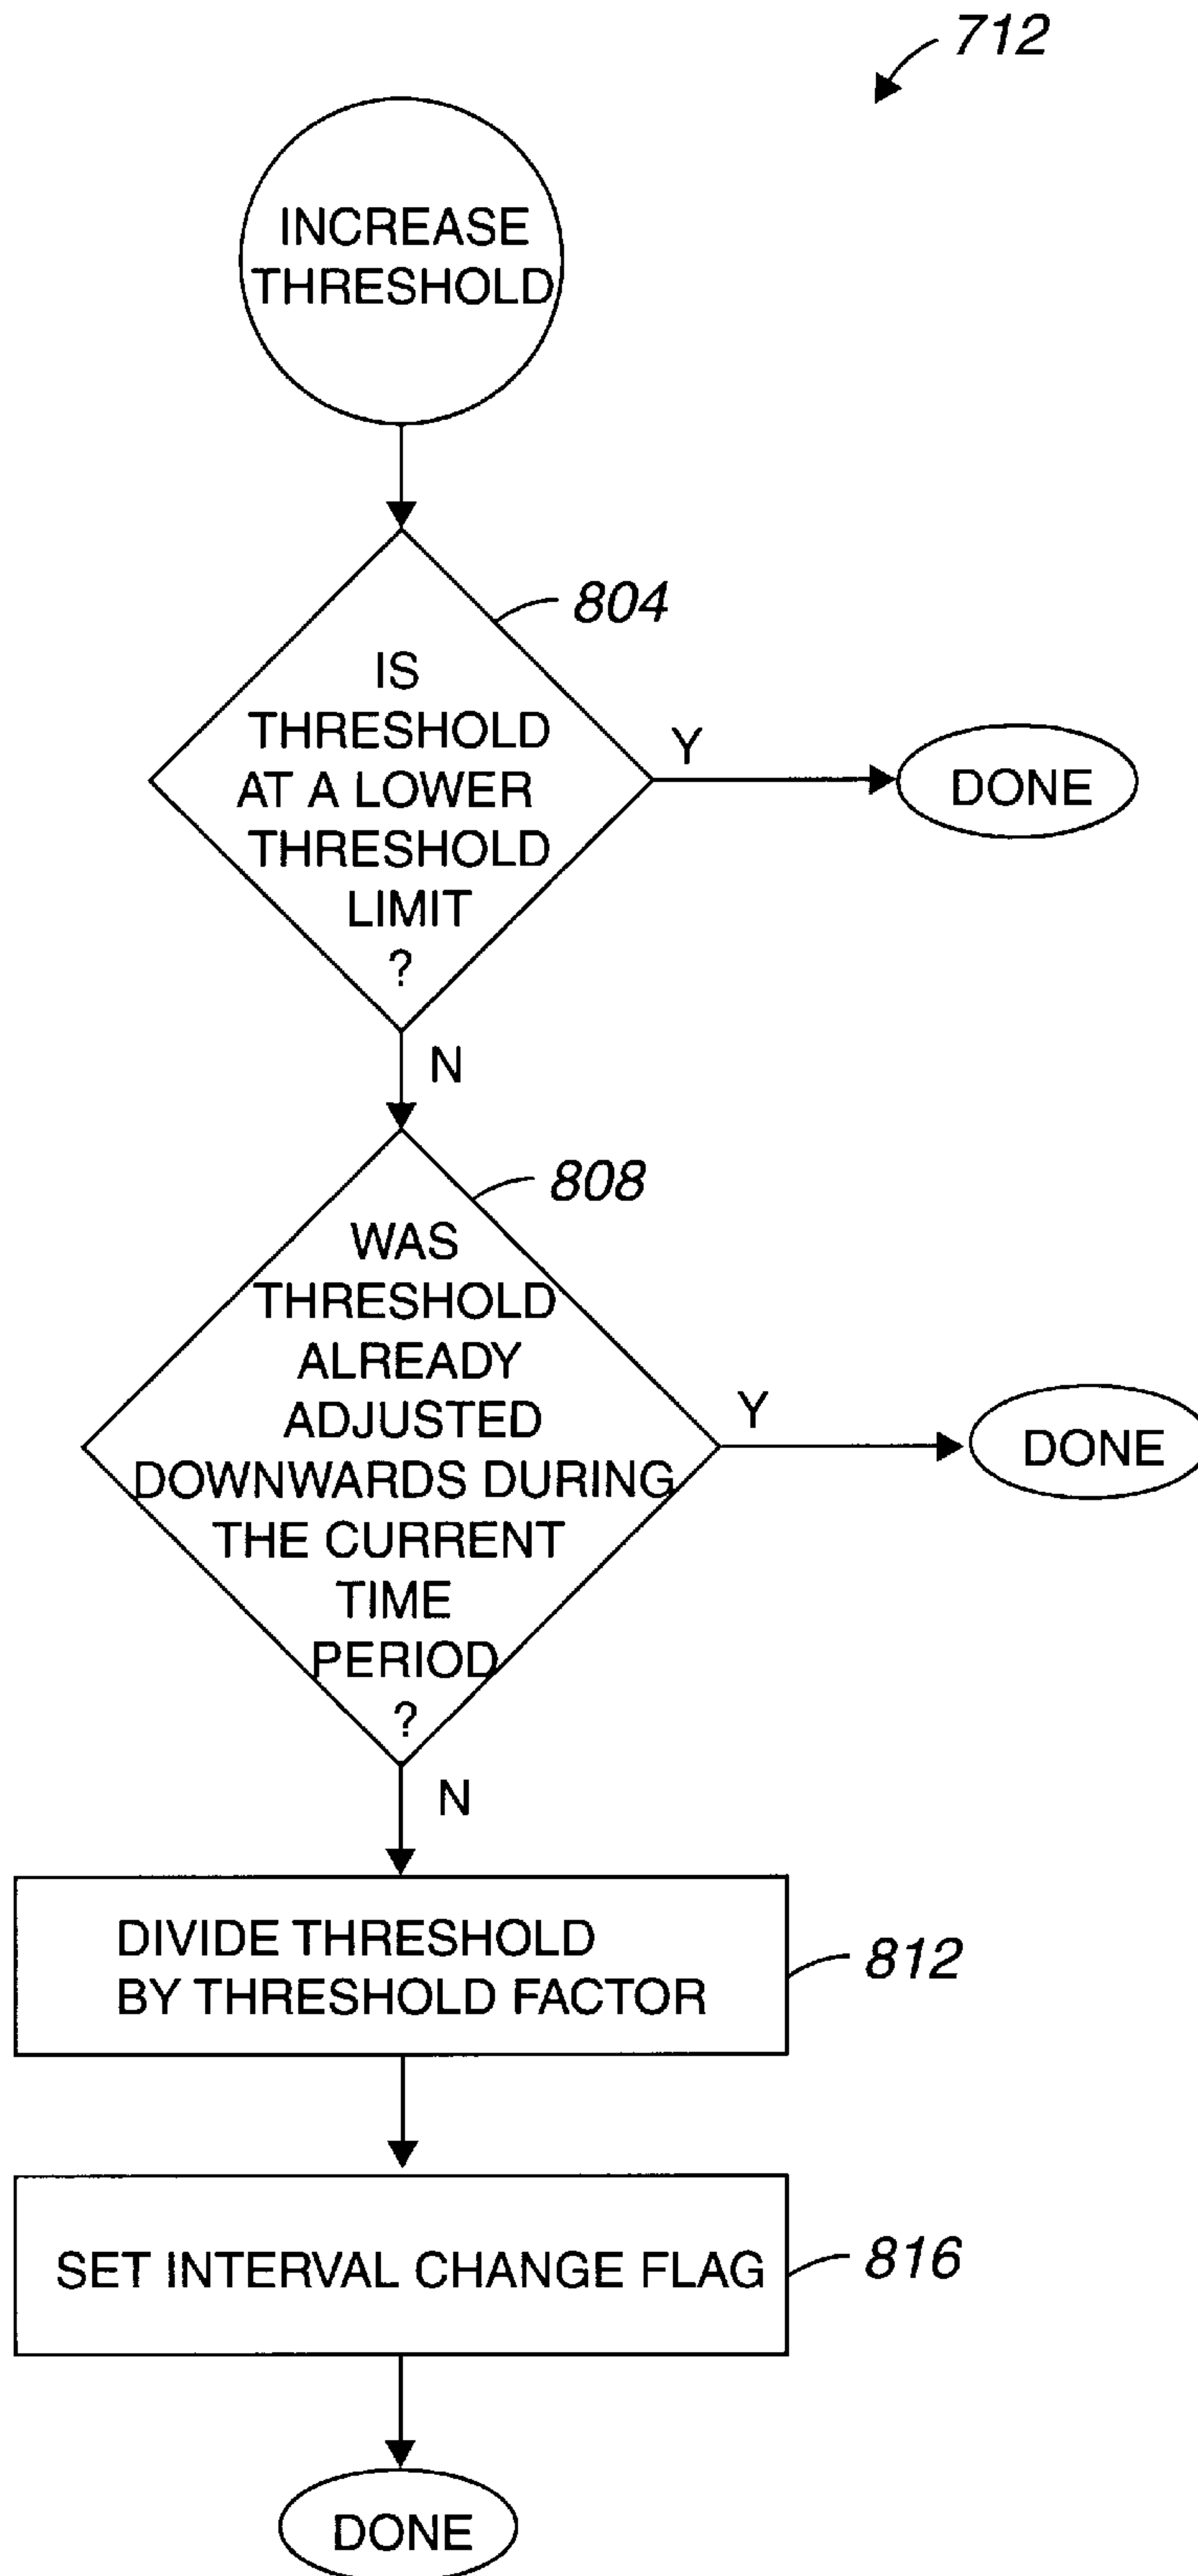 712
INCREASE
THRESHOLD
804
IS
THRESHOLD
AT A LOWER
THRESHOLD
LIMIT
?
Y
DONE
N
808
WAS
THRESHOLD
ALREADY
ADJUSTED
DOWNWARDS DURING
THE CURRENT
TIME
PERIOD
?
Y
DONE
N
DIVIDE THRESHOLD
BY THRESHOLD FACTOR
812
SET INTERVAL CHANGE FLAG
816
DONE